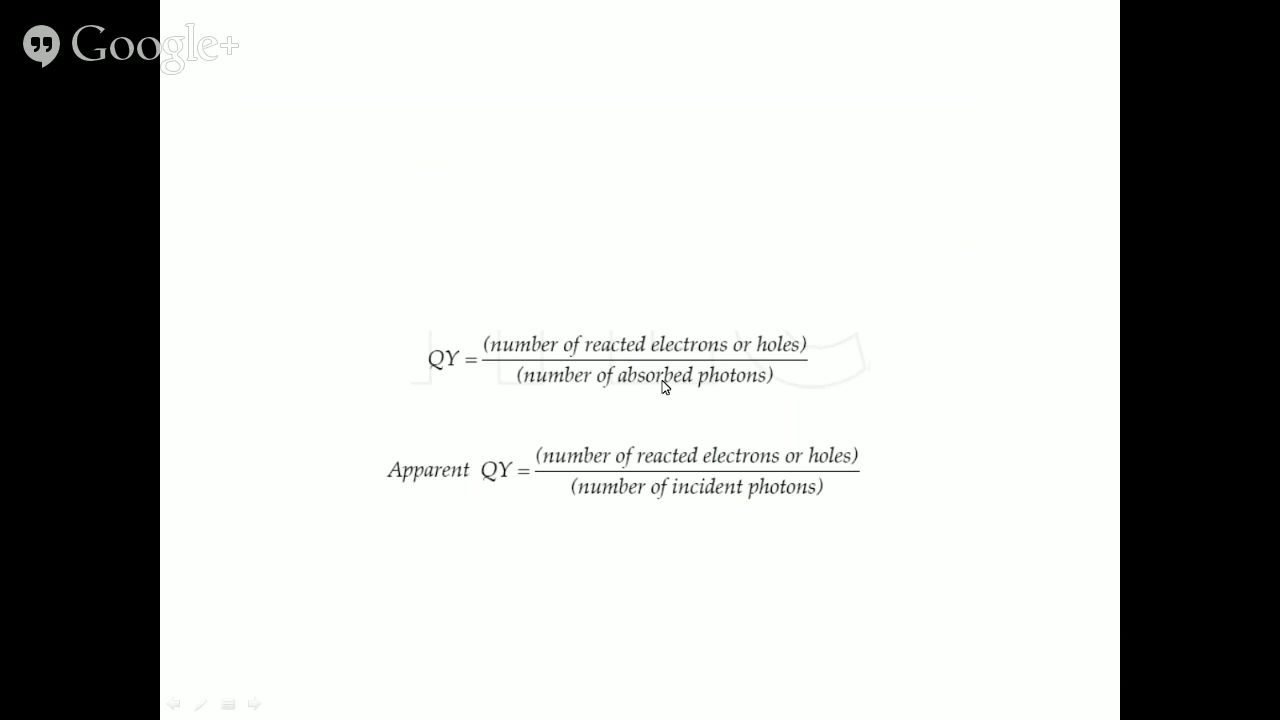 Google+
QY = (number of reacted electrons or holes)
(number of absorbed photons)
Apparent QY = (number of reacted electrons or holes)
(number of incident photons)